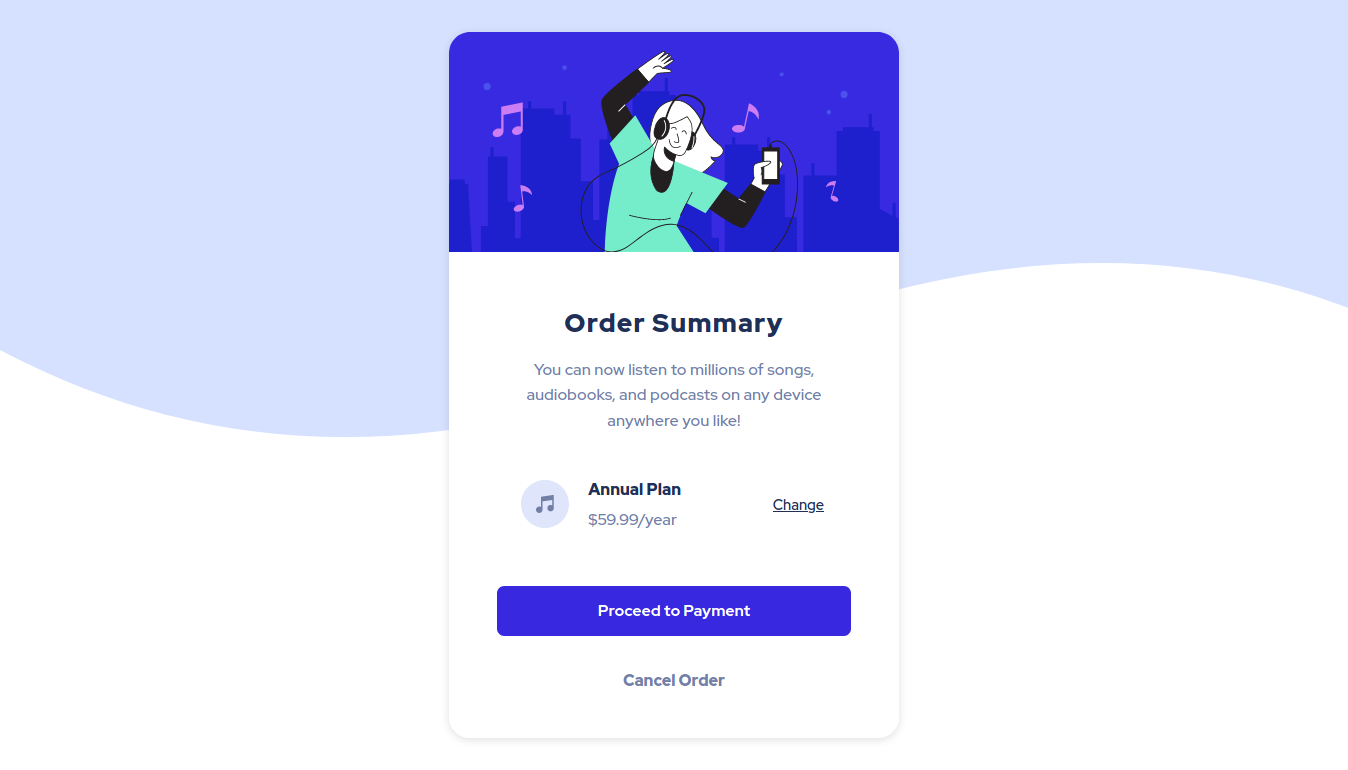 Order Summary
You can now listen to millions of songs,
audiobooks, and podcasts on any device
anywhere you like!
Annual Plan
$59.99/year
Change
Proceed to Payment
Cancel Order